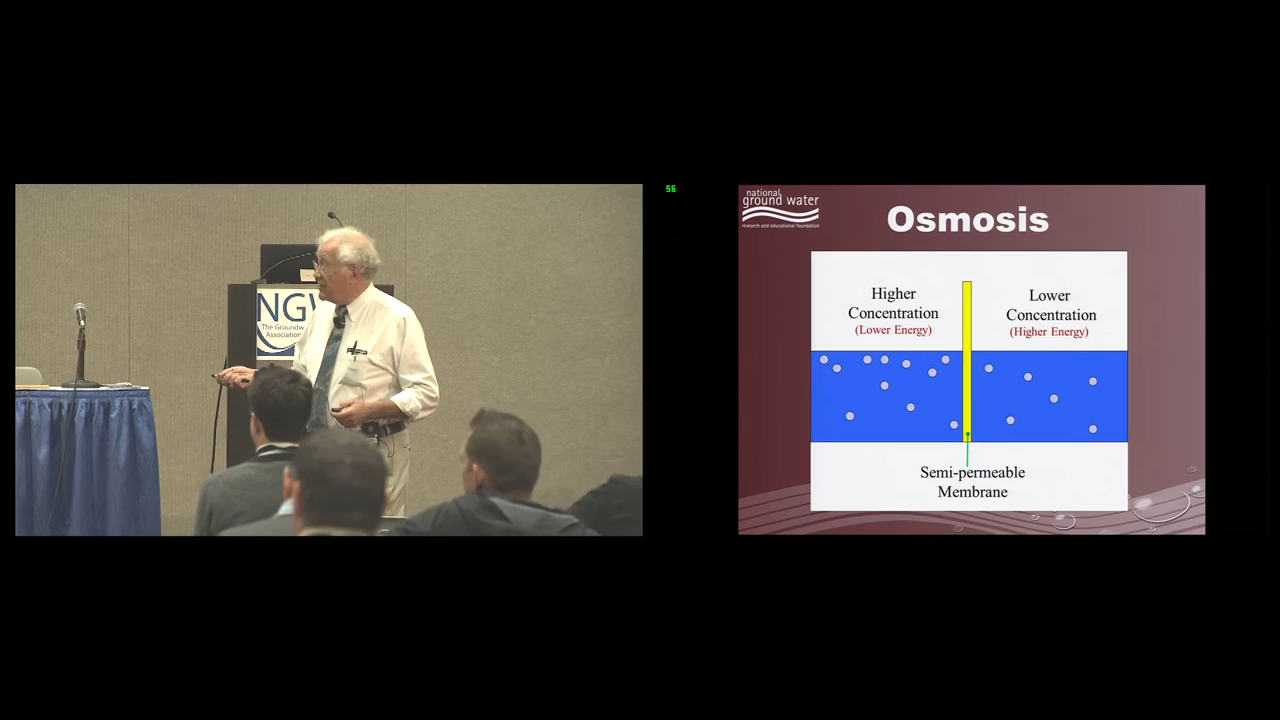 NGW
The Groundw
Association
56
national
ground water
research and educational foundation
Osmosis
Higher
Concentration
(Lower Energy)
Lower
Concentration
(Higher Energy)
Semi-permeable
Membrane